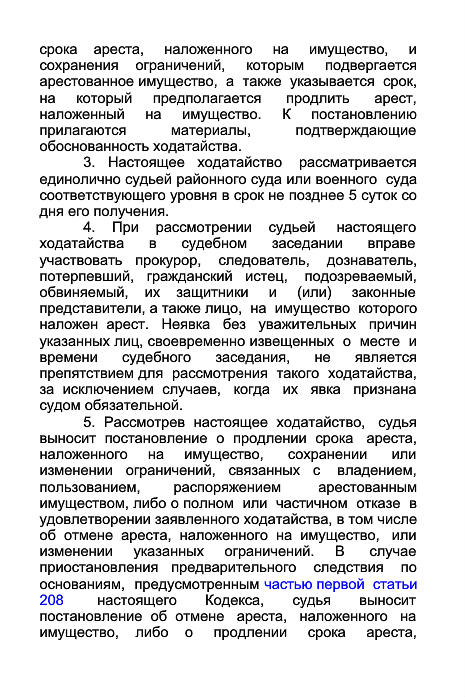 срока ареста, наложенного на имущество, и
сохранения ограничений, которым подвергается
арестованное имущество, а также указывается срок,
на который предполагается продлить арест,
наложенный на имущество. К постановлению
прилагаются материалы, подтверждающие
обоснованность ходатайства.
3. Настоящее ходатайство рассматривается
единолично судьей районного суда или военного суда
соответствующего уровня в срок не позднее 5 суток со
дня его получения.
4. При рассмотрении судьей настоящего
ходатайства в судебном заседании вправе
участвовать прокурор, следователь, дознаватель,
потерпевший, гражданский истец, подозреваемый,
обвиняемый, их защитники и (или) законные
представители, а также лицо, на имущество которого
наложен арест. Неявка без уважительных причин
указанных лиц, своевременно извещенных о месте и
времени судебного заседания, не является
препятствием для рассмотрения такого ходатайства,
за исключением случаев, когда их явка признана
судом обязательной.
5. Рассмотрев настоящее ходатайство, судья
выносит постановление о продлении срока ареста,
наложенного на имущество, сохранении или
изменении ограничений, связанных с владением,
пользованием, распоряжением арестованным
имуществом, либо о полном или частичном отказе в
удовлетворении заявленного ходатайства, в том числе
об отмене ареста, наложенного на имущество, или
изменении указанных ограничений. В случае
приостановления предварительного следствия по
основаниям, предусмотренным частью первой статьи
208 настоящего Кодекса, судья выносит
постановление об отмене ареста, наложенного на
имущество, либо о продлении срока ареста,